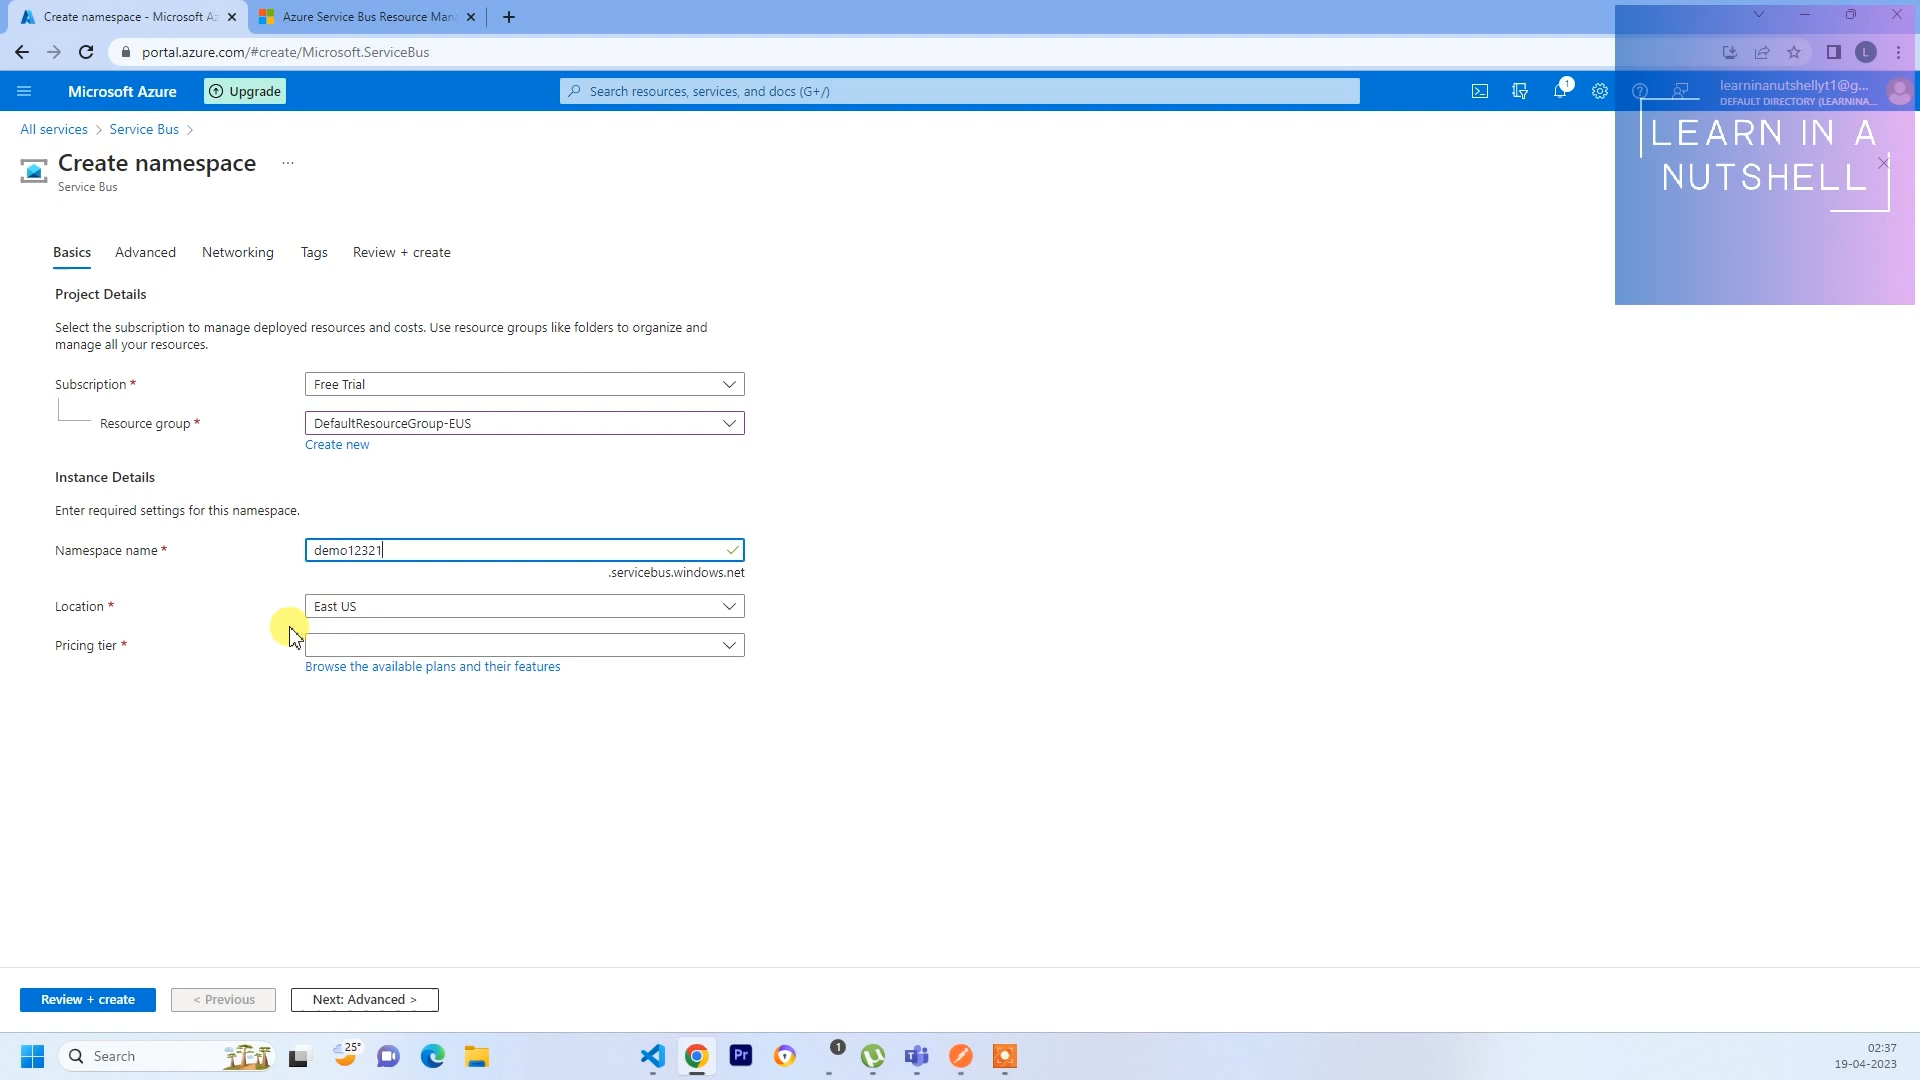 Create namespace - Microsoft Az
Azure Service Bus Resource Man
portal.azure.com/#create/Microsoft.ServiceBus
L
Microsoft Azure
Upgrade
Search resources, services, and docs (G+/)
1
learninanutshellyt1@g...
DEFAULT DIRECTORY (LEARNINA...
All services > Service Bus >
Create namespace ...
Service Bus
LEARN IN A
NUTSHELL
Basics Advanced Networking Tags Review + create
Project Details
Select the subscription to manage deployed resources and costs. Use resource groups like folders to organize and
manage all your resources.
Subscription * Free Trial
Resource group * DefaultResourceGroup-EUS
Create new
Instance Details
Enter required settings for this namespace.
Namespace name * demo12321
.servicebus.windows.net
Location * East US
Pricing tier *
Browse the available plans and their features
Review + create < Previous Next: Advanced >
Search 25° Pr 1
02:37
19-04-2023